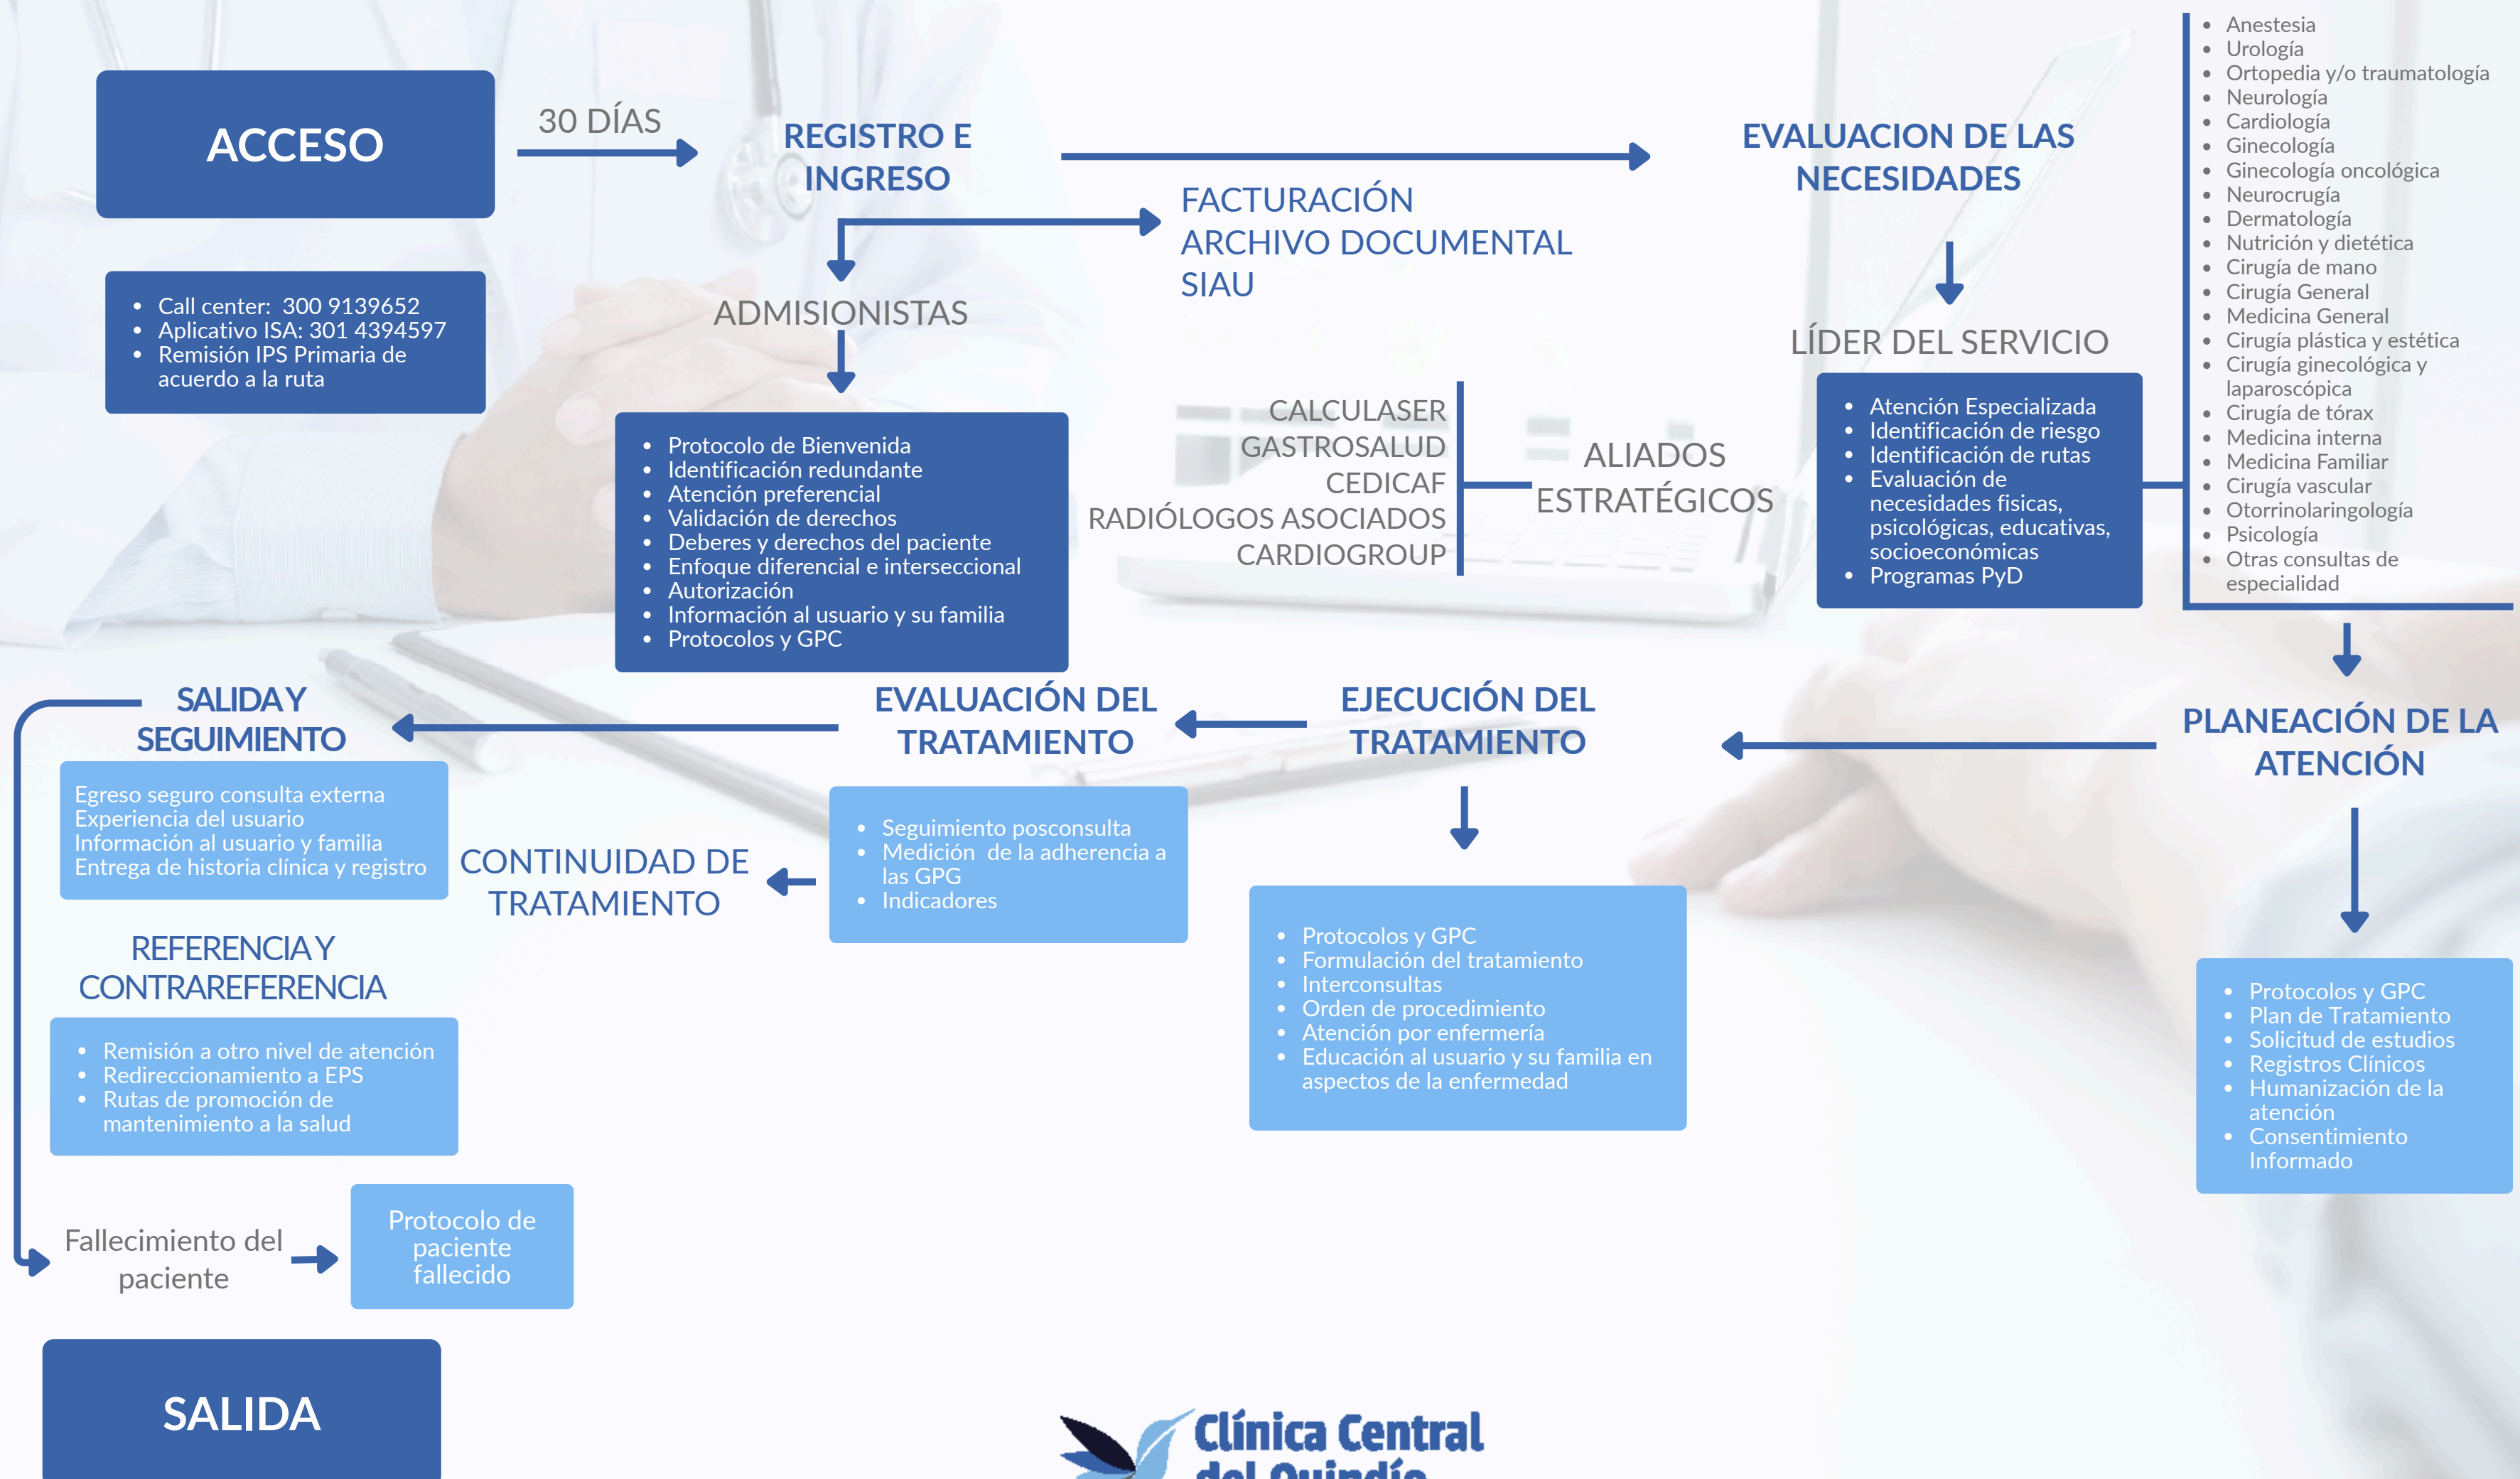 ACCESO
30 DÍAS
REGISTRO E
INGRESO
EVALUACION DE LAS
NECESIDADES
FACTURACIÓN
ARCHIVO DOCUMENTAL
SIAU
• Call center: 300 9139652
• Aplicativo ISA: 301 4394597
• Remisión IPS Primaria de
acuerdo a la ruta
ADMISIONISTAS
• Protocolo de Bienvenida
• Identificación redundante
• Atención preferencial
• Validación de derechos
• Deberes y derechos del paciente
• Enfoque diferencial e interseccional
• Autorización
• Información al usuario y su familia
• Protocolos y GPC
CALCULASER
GASTROSALUD
CEDICAF
RADIÓLOGOS ASOCIADOS
CARDIOGROUP
ALIADOS
ESTRATÉGICOS
LÍDER DEL SERVICIO
• Atención Especializada
• Identificación de riesgo
• Identificación de rutas
• Evaluación de
necesidades fisicas,
psicológicas, educativas,
socioeconómicas
• Programas PyD
• Anestesia
• Urología
• Ortopedia y/o traumatología
• Neurología
• Cardiología
• Ginecología
• Ginecología oncológica
• Neurocrugía
• Dermatología
• Nutrición y dietética
• Cirugía de mano
• Cirugía General
• Medicina General
• Cirugía plástica y estética
• Cirugía ginecológica y
laparoscópica
• Cirugía de tórax
• Medicina interna
• Medicina Familiar
• Cirugía vascular
• Otorrinolaringología
• Psicología
• Otras consultas de
especialidad
PLANEACIÓN DE LA
ATENCIÓN
• Protocolos y GPC
• Plan de Tratamiento
• Solicitud de estudios
• Registros Clínicos
• Humanización de la
atención
• Consentimiento
Informado
EJECUCIÓN DEL
TRATAMIENTO
• Protocolos y GPC
• Formulación del tratamiento
• Interconsultas
• Orden de procedimiento
• Atención por enfermería
• Educación al usuario y su familia en
aspectos de la enfermedad
EVALUACIÓN DEL
TRATAMIENTO
• Seguimiento posconsulta
• Medición de la adherencia a
las GPG
• Indicadores
CONTINUIDAD DE
TRATAMIENTO
SALIDA Y
SEGUIMIENTO
Egreso seguro consulta externa
Experiencia del usuario
Información al usuario y familia
Entrega de historia clínica y registro
REFERENCIA Y
CONTRAREFERENCIA
• Remisión a otro nivel de atención
• Redireccionamiento a EPS
• Rutas de promoción de
mantenimiento a la salud
Fallecimiento del
paciente
Protocolo de
paciente
fallecido
SALIDA
Clínica Central
del Quindío